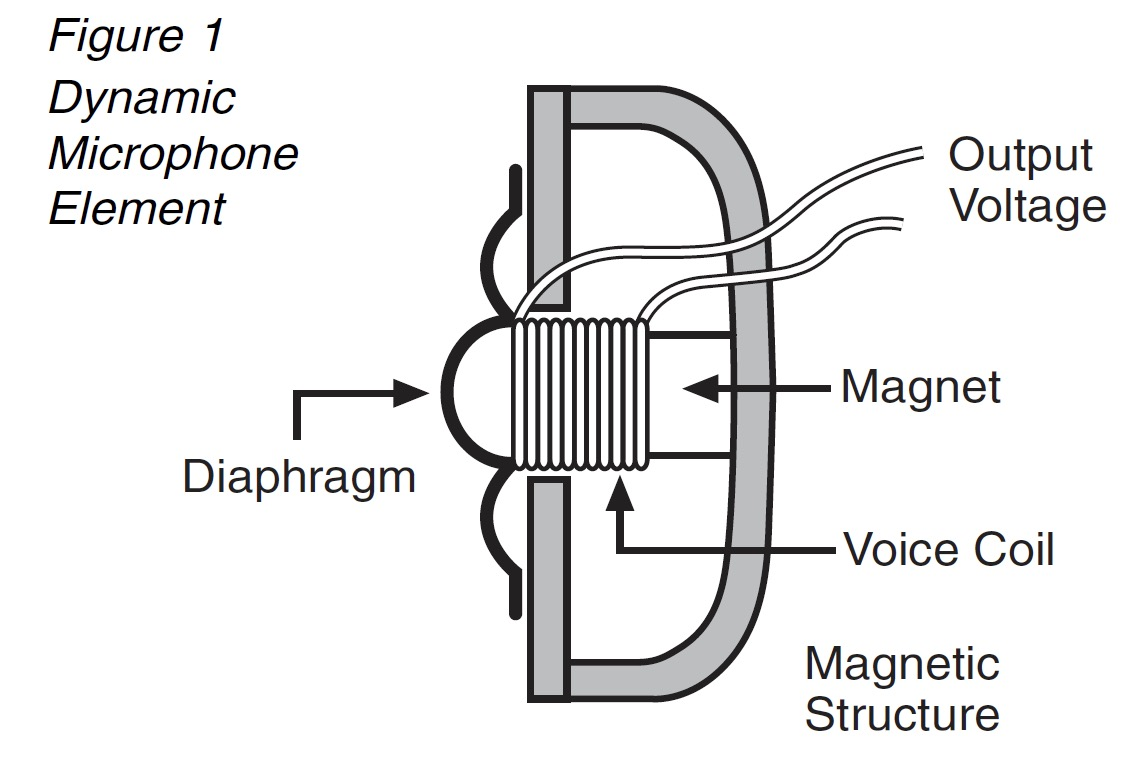 Figure 1
Dynamic
Microphone
Element
Output
Voltage
Magnet
Diaphragm
Voice Coil
Magnetic
Structure